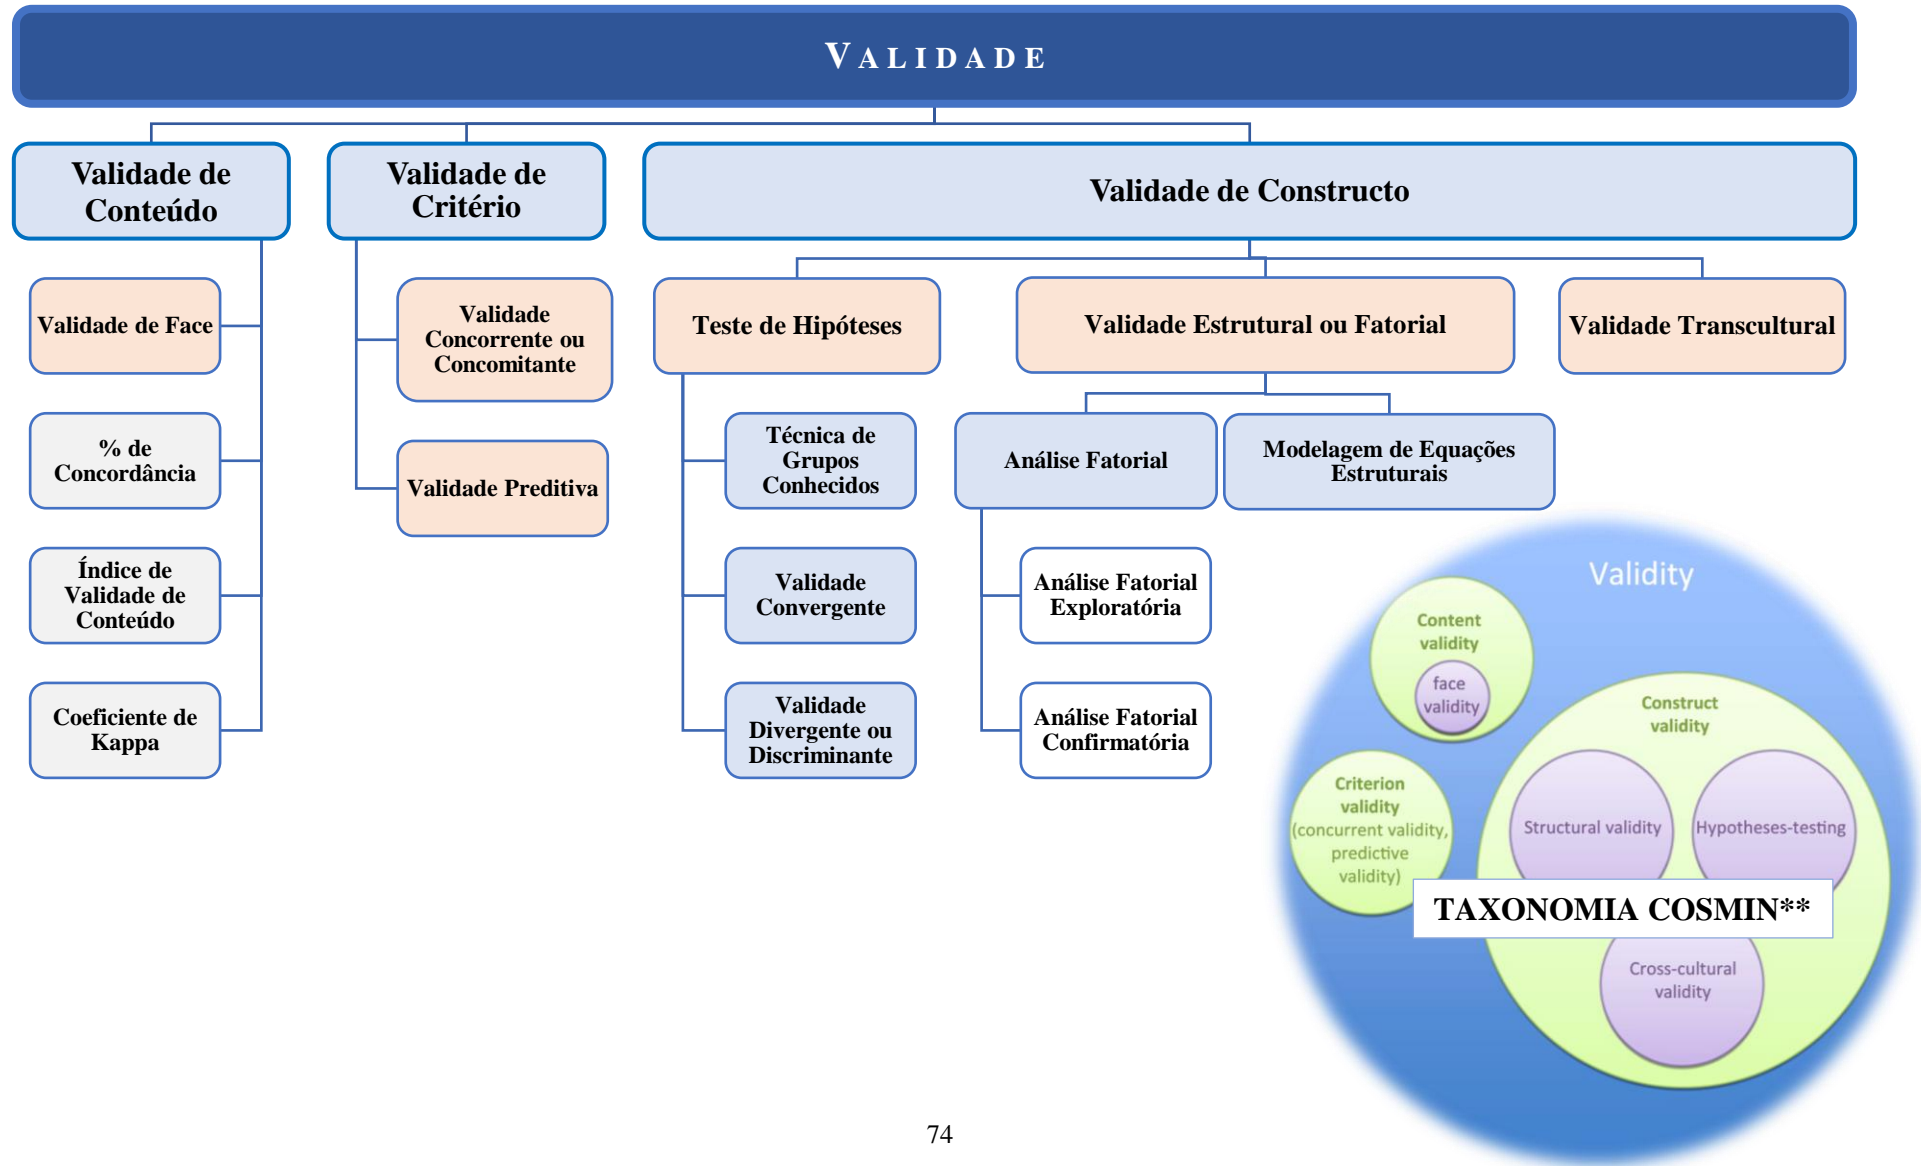 VALIDADE
Validade de
Conteúdo
Validade de
Critério
Validade de Constructo
Validade de Face
% de
Concordância
Índice de
Validade de
Conteúdo
Coeficiente de
Kappa
Validade
Concorrente ou
Concomitante
Validade Preditiva
Teste de Hipóteses
Validade Estrutural ou Fatorial
Validade Transcultural
Técnica de
Grupos
Conhecidos
Validade
Convergente
Validade
Divergente ou
Discriminante
Análise Fatorial
Modelagem de Equações
Estruturais
Análise Fatorial
Exploratória
Análise Fatorial
Confirmatória
Validity
Content
validity
face
validity
Construct
validity
Criterion
validity
(concurrent validity,
predictive
validity)
Structural validity
Hypotheses-testing
TAXONOMIA COSMIN**
Cross-cultural
validity
74